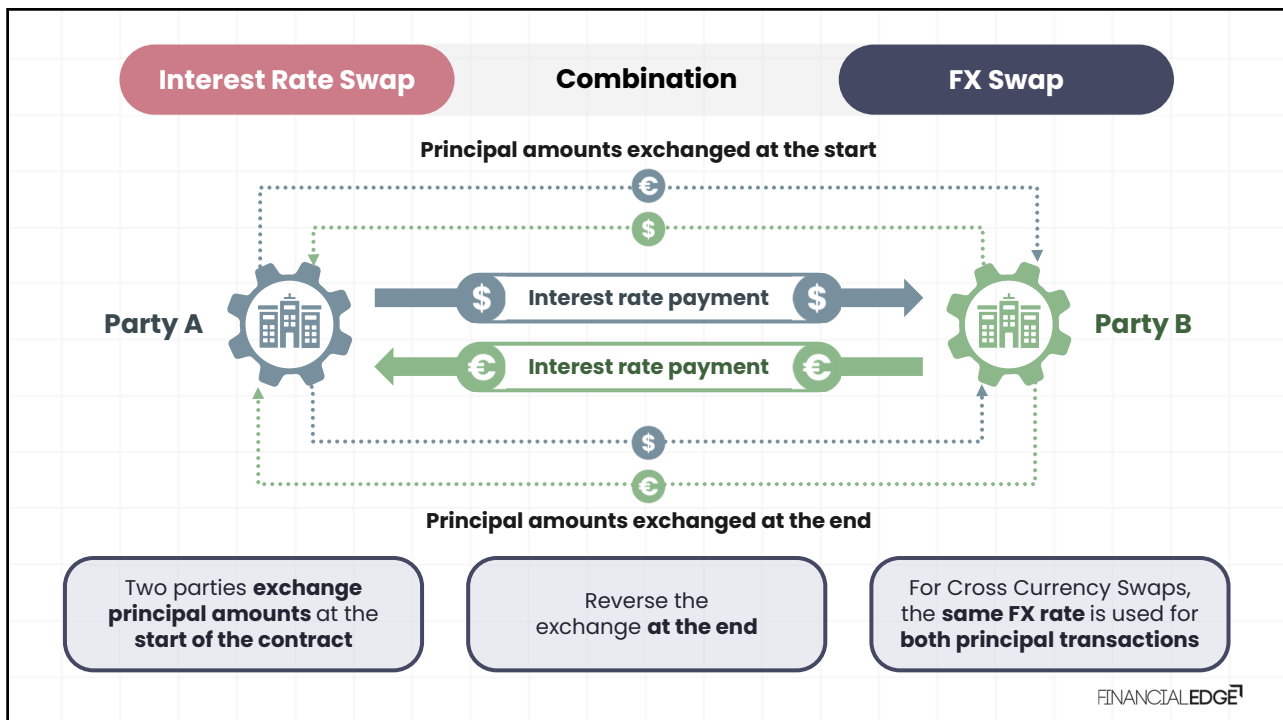 Interest Rate Swap
Combination
FX Swap
Principal amounts exchanged at the start
€
$
$ Interest rate payment $
Party A
Party B
€ Interest rate payment €
$
€
Principal amounts exchanged at the end
Two parties exchange
principal amounts at the
start of the contract
Reverse the
exchange at the end
For Cross Currency Swaps,
the same FX rate is used for
both principal transactions
FINANCIALEDGE